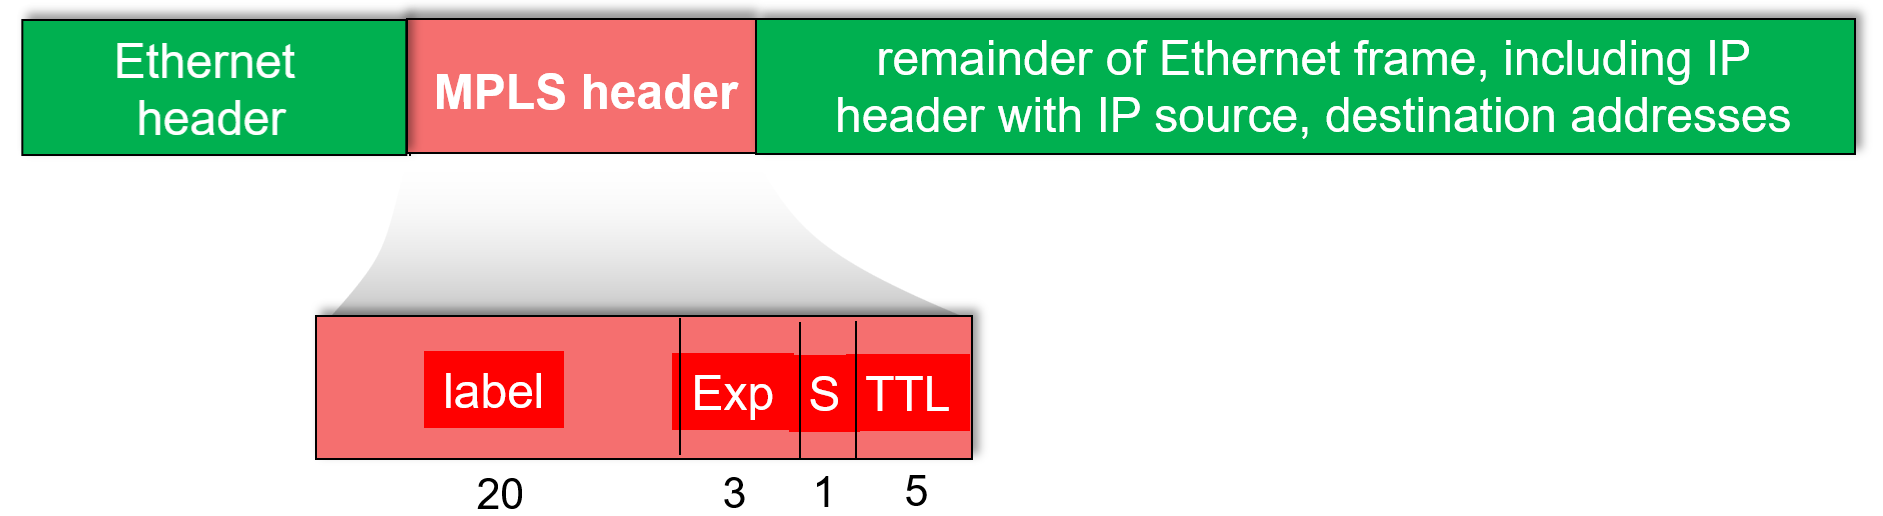 Ethernet
header
MPLS header
remainder of Ethernet frame, including IP
header with IP source, destination addresses
label
Exp
S
TTL
20
3
1
5